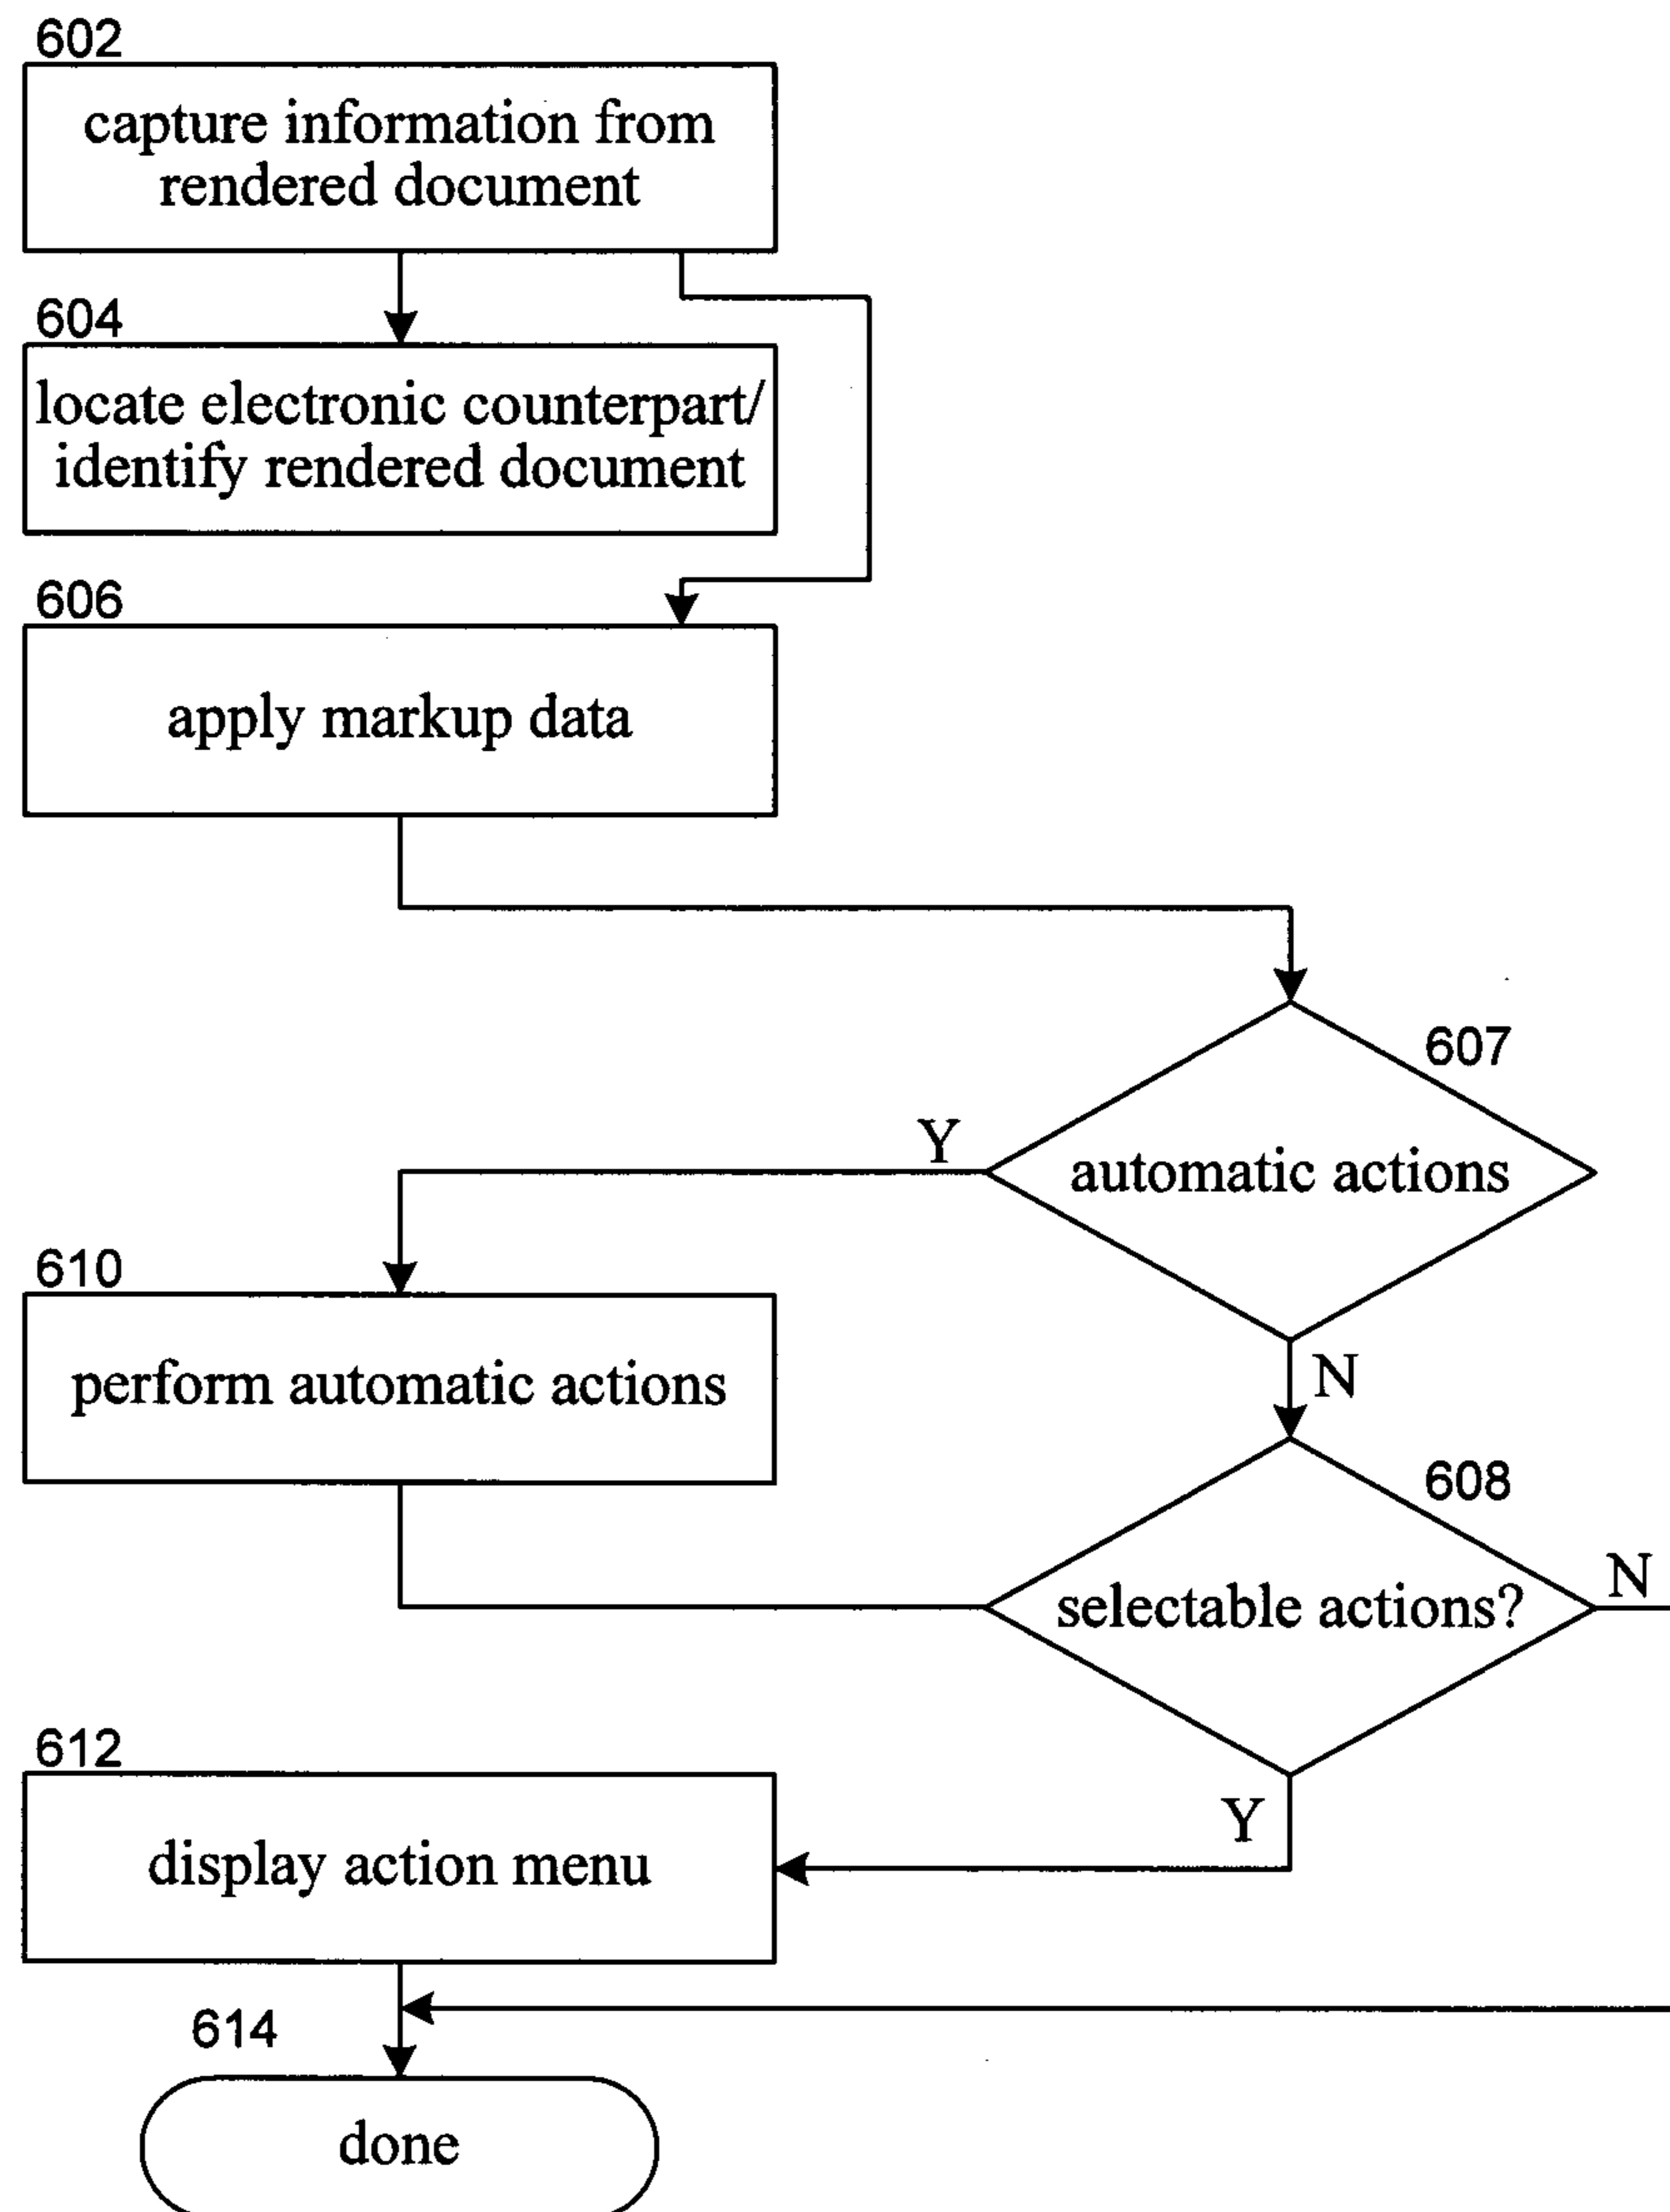 602
capture information from
rendered document
604
locate electronic counterpart/
identify rendered document
606
apply markup data
607
automatic actions
Y
N
610
perform automatic actions
608
selectable actions?
N
Y
612
display action menu
614
done